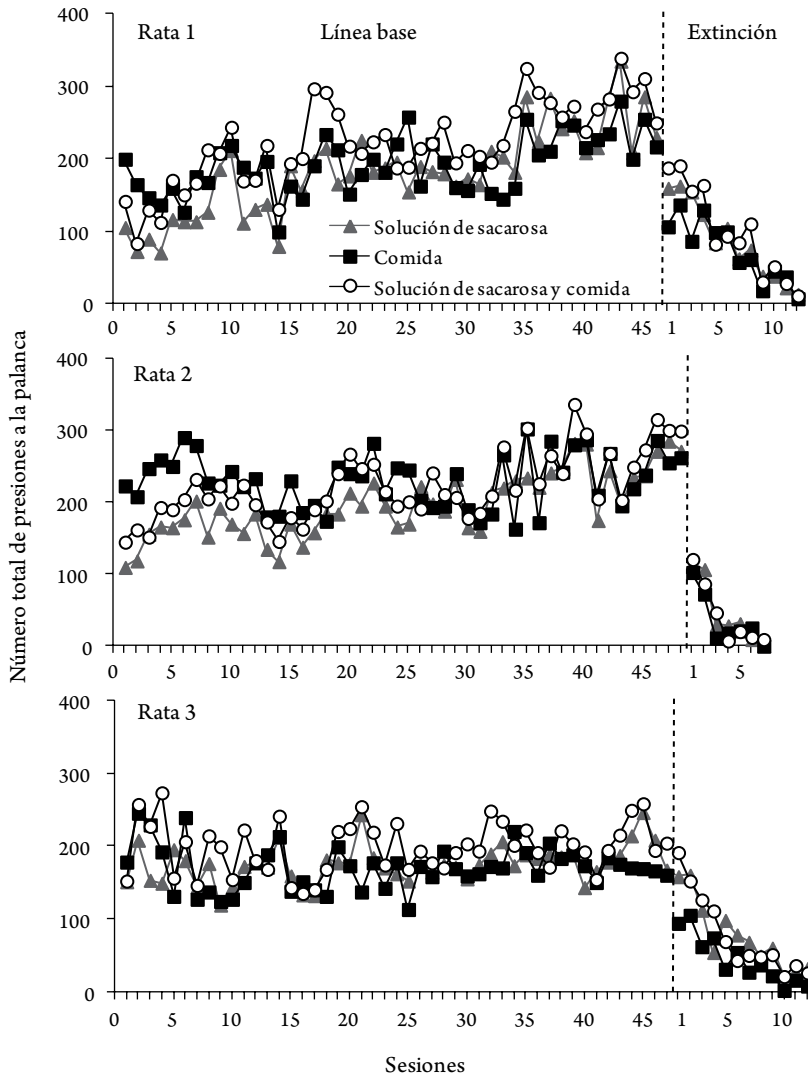 Número total de presiones a la palanca
400
300
200
100
0
Rata 1
Línea base
Extinción
Solución de sacarosa
Comida
Solución de sacarosa y comida
0 5 10 15 20 25 30 35 40 45 1 5 10
400
300
200
100
0
Rata 2
0 5 10 15 20 25 30 35 40 45 1 5
400
300
200
100
0
Rata 3
0 5 10 15 20 25 30 35 40 45 1 5 10
Sesiones